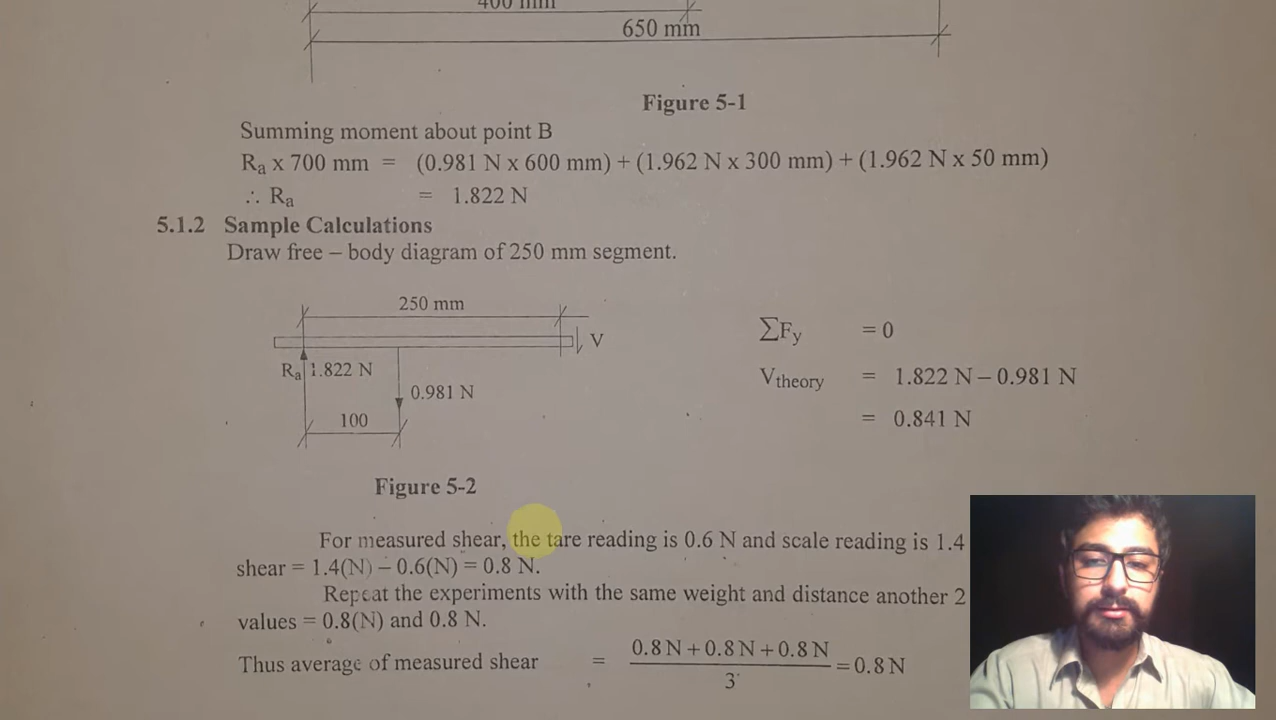 400 mm
650 mm
Figure 5-1
Summing moment about point B
Ra x 700 mm = (0.981 N x 600 mm) + (1.962 N x 300 mm) + (1.962 N x 50 mm)
∴ Ra = 1.822 N
5.1.2 Sample Calculations
Draw free – body diagram of 250 mm segment.
250 mm
V
Ra 1.822 N
0.981 N
100
∑Fy = 0
Vtheory = 1.822 N – 0.981 N
= 0.841 N
Figure 5-2
For measured shear, the tare reading is 0.6 N and scale reading is 1.4
shear = 1.4(N) – 0.6(N) = 0.8 N.
Repeat the experiments with the same weight and distance another 2
values = 0.8(N) and 0.8 N.
Thus average of measured shear = 0.8 N + 0.8 N + 0.8 N / 3 = 0.8 N